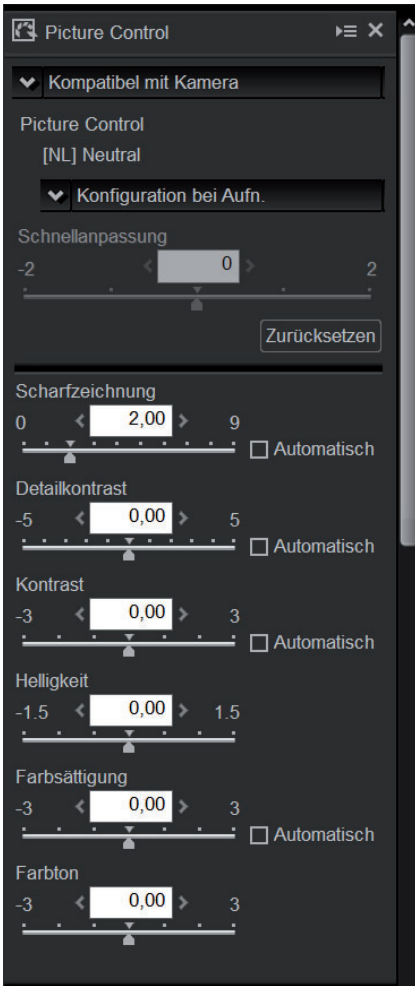 Picture Control
Kompatibel mit Kamera
Picture Control
[NL] Neutral
Konfiguration bei Aufn.
Schnellanpassung
-2 0 2
Zurücksetzen
Scharfzeichnung
0 2,00 9
Automatisch
Detailkontrast
-5 0,00 5
Automatisch
Kontrast
-3 0,00 3
Automatisch
Helligkeit
-1.5 0,00 1.5
Farbsättigung
-3 0,00 3
Automatisch
Farbton
-3 0,00 3